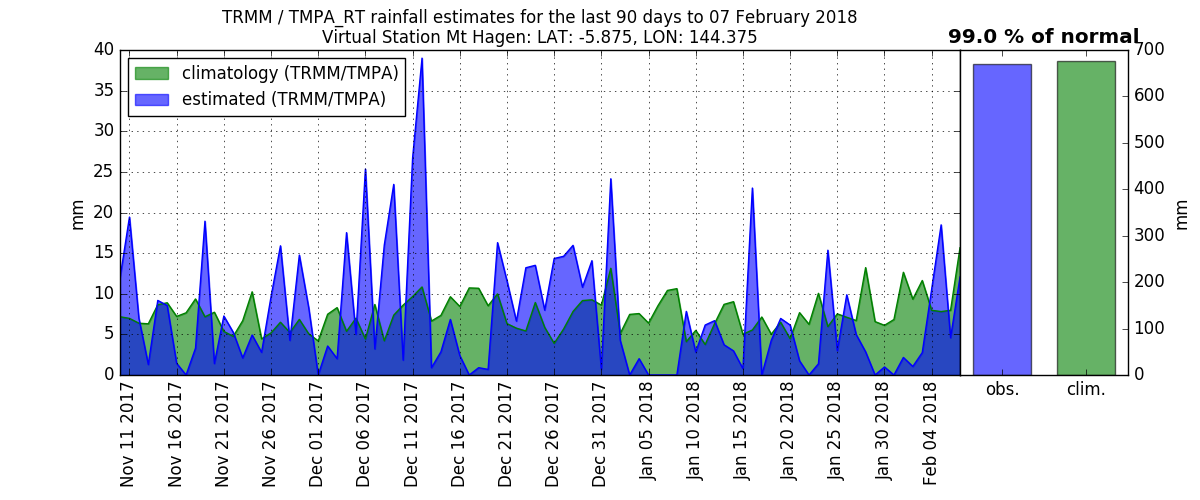 TRMM / TMPA_RT rainfall estimates for the last 90 days to 07 February 2018
Virtual Station Mt Hagen: LAT: -5.875, LON: 144.375
99.0 % of normal
climatology (TRMM/TMPA)
estimated (TRMM/TMPA)
mm
40
35
30
25
20
15
10
5
0
Nov 11 2017
Nov 16 2017
Nov 21 2017
Nov 26 2017
Dec 01 2017
Dec 06 2017
Dec 11 2017
Dec 16 2017
Dec 21 2017
Dec 26 2017
Dec 31 2017
Jan 05 2018
Jan 10 2018
Jan 15 2018
Jan 20 2018
Jan 25 2018
Jan 30 2018
Feb 04 2018
obs.
clim.
700
600
500
400
300
200
100
0
mm